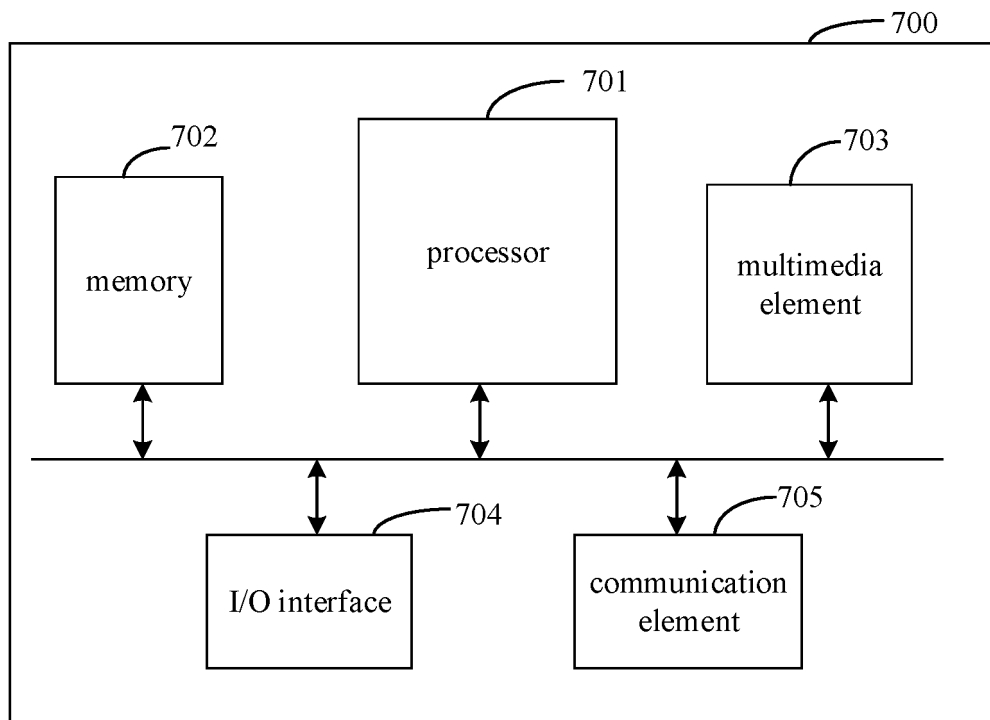 700
701
702
703
processor
memory
multimedia
element
704
705
I/O interface
communication
element